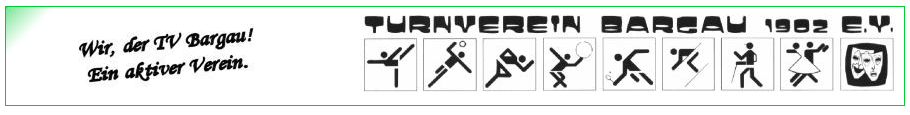 Wir, der TV Bargau!
Ein aktiver Verein.
TURNVEREIN BARGAU 1902 E.V.